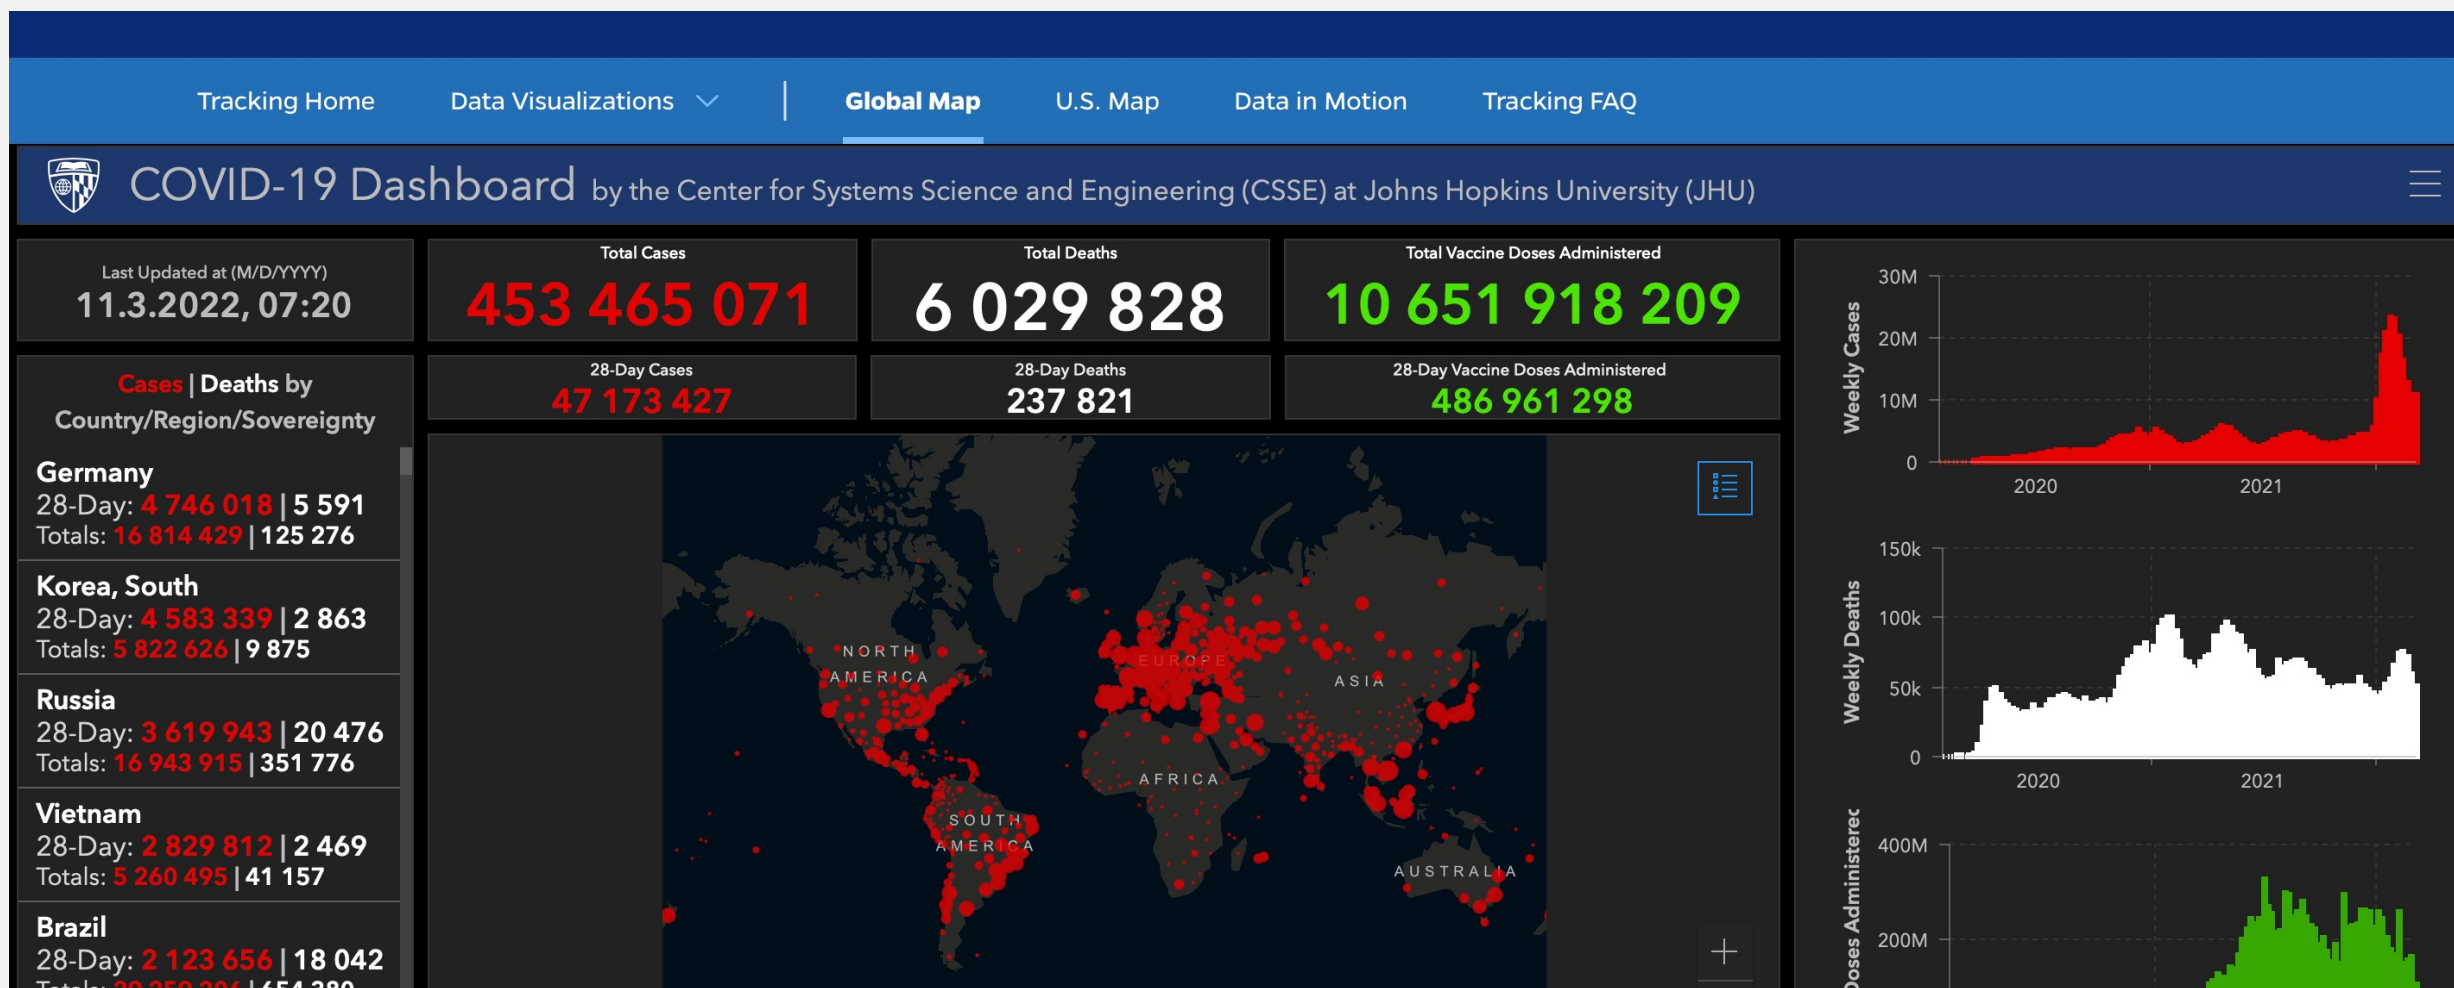 Tracking Home
Data Visualizations
Global Map
U.S. Map
Data in Motion
Tracking FAQ
COVID-19 Dashboard by the Center for Systems Science and Engineering (CSSE) at Johns Hopkins University (JHU)
Last Updated at (M/D/YYYY)
11.3.2022, 07:20
Total Cases
453 465 071
Total Deaths
6 029 828
Total Vaccine Doses Administered
10 651 918 209
28-Day Cases
47 173 427
28-Day Deaths
237 821
28-Day Vaccine Doses Administered
486 961 298
Cases | Deaths by
Country/Region/Sovereignty
Germany
28-Day: 4 746 018 | 5 591
Totals: 16 814 429 | 125 276
Korea, South
28-Day: 4 583 339 | 2 863
Totals: 5 822 626 | 9 875
Russia
28-Day: 3 619 943 | 20 476
Totals: 16 943 915 | 351 776
Vietnam
28-Day: 2 829 812 | 2 469
Totals: 5 260 495 | 41 157
Brazil
28-Day: 2 123 656 | 18 042
NORTH
AMERICA
EUROPE
ASIA
AFRICA
SOUTH
AMERICA
AUSTRALIA
Weekly Cases
30M
20M
10M
0
2020
2021
Weekly Deaths
150k
100k
50k
0
2020
2021
Doses Administered
400M
200M